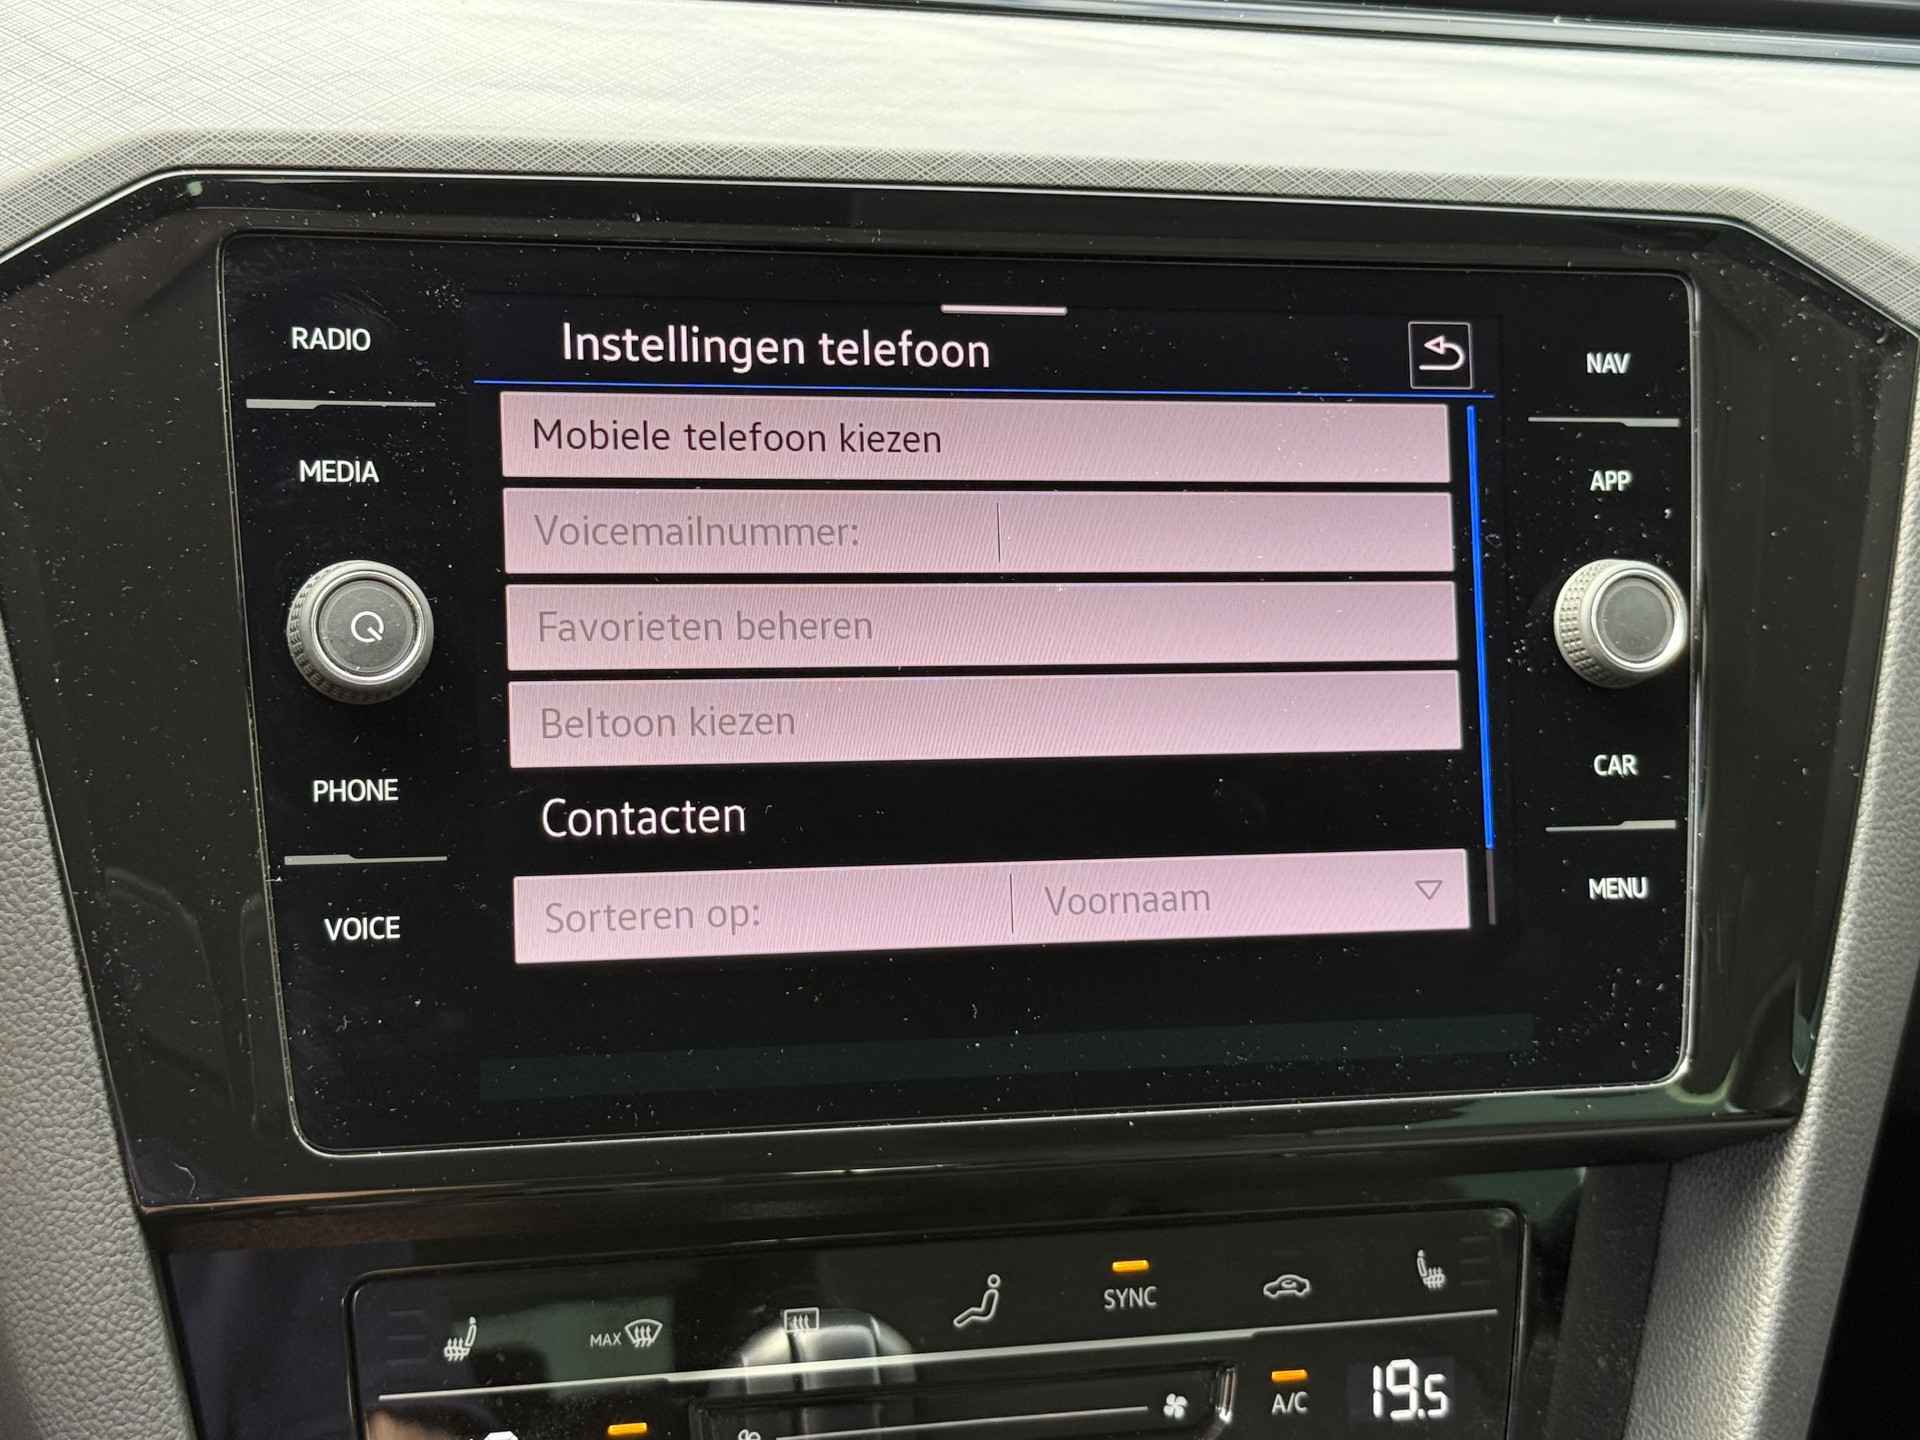 RADIO
MEDIA
PHONE
VOICE
Instellingen telefoon
Mobiele telefoon kiezen
Voicemailnummer:
Favorieten beheren
Beltoon kiezen
Contacten
Sorteren op: Voornaam
NAV
APP
CAR
MENU
MAX
SYNC
A/C
19.5